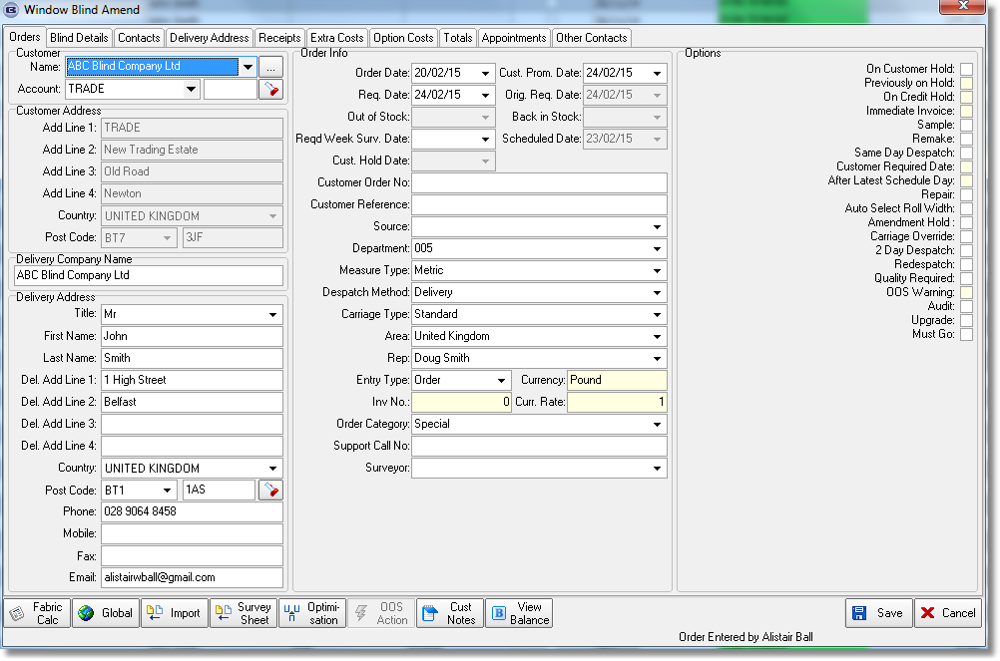 Window Blind Amend
Orders Blind Details Contacts Delivery Address Receipts Extra Costs Option Costs Totals Appointments Other Contacts
Customer
Name: ABC Blind Company Ltd ...
Account: TRADE
Customer Address
Add Line 1: TRADE
Add Line 2: New Trading Estate
Add Line 3: Old Road
Add Line 4: Newton
Country: UNITED KINGDOM
Post Code: BT7 3JF
Delivery Company Name
ABC Blind Company Ltd
Delivery Address
Title: Mr
First Name: John
Last Name: Smith
Del. Add Line 1: 1 High Street
Del. Add Line 2: Belfast
Del. Add Line 3:
Del. Add Line 4:
Country: UNITED KINGDOM
Post Code: BT1 1AS
Phone: 028 9064 8458
Mobile:
Fax:
Email: alistairwball@gmail.com
Order Info
Order Date: 20/02/15 Cust. Prom. Date: 24/02/15
Req. Date: 24/02/15 Orig. Req. Date: 24/02/15
Out of Stock: Back in Stock:
Reqd Week Surv. Date: Scheduled Date: 23/02/15
Cust. Hold Date:
Customer Order No:
Customer Reference:
Source:
Department: 005
Measure Type: Metric
Despatch Method: Delivery
Carriage Type: Standard
Area: United Kingdom
Rep: Doug Smith
Entry Type: Order Currency: Pound
Inv No.: 0 Curr. Rate: 1
Order Category: Special
Support Call No:
Surveyor:
Options
On Customer Hold:
Previously on Hold:
On Credit Hold:
Immediate Invoice:
Sample:
Remake:
Same Day Despatch:
Customer Required Date:
After Latest Schedule Day:
Repair:
Auto Select Roll Width:
Amendment Hold :
Carriage Override:
2 Day Despatch:
Redespatch:
Quality Required:
OOS Warning:
Audit:
Upgrade:
Must Go:
Fabric Calc
Global
Import
Survey Sheet
Optimi-sation
OOS Action
Cust Notes
View Balance
Save
Cancel
Order Entered by Alistair Ball